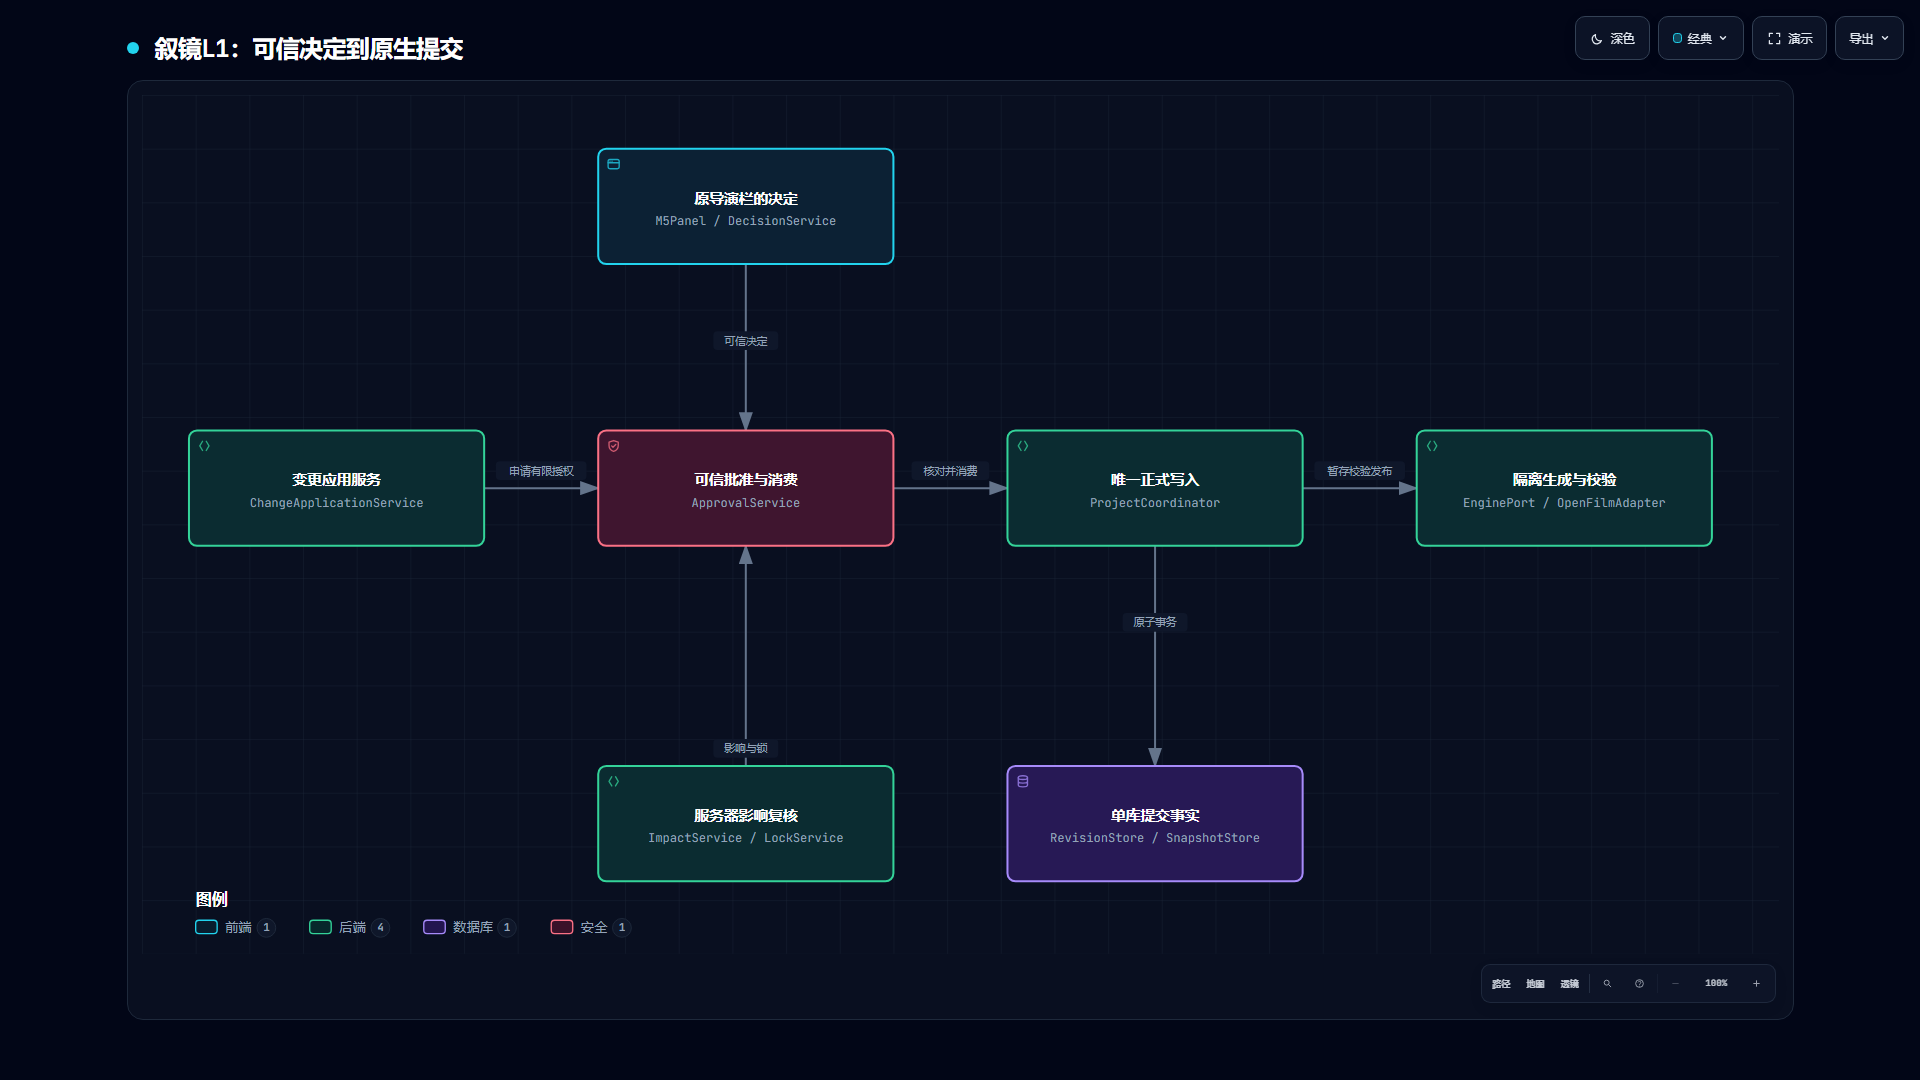 叙镜L1：可信决定到原生提交
深色
经典
演示
导出
原导演栏的决定
M5Panel / DecisionService
可信决定
变更应用服务
ChangeApplicationService
申请有限授权
可信批准与消费
ApprovalService
核对并消费
唯一正式写入
ProjectCoordinator
暂存校验发布
隔离生成与校验
EnginePort / OpenFilmAdapter
原子事务
影响与锁
服务器影响复核
ImpactService / LockService
单库提交事实
RevisionStore / SnapshotStore
图例
前端 1
后端 4
数据库 1
安全 1
路径
地图
透镜
100%